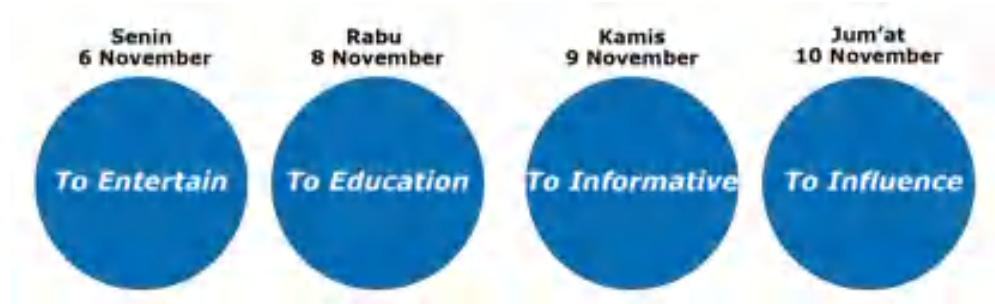 Senin
6 November
Rabu
8 November
Kamis
9 November
Jum'at
10 November
To Entertain
To Education
To Informative
To Influence